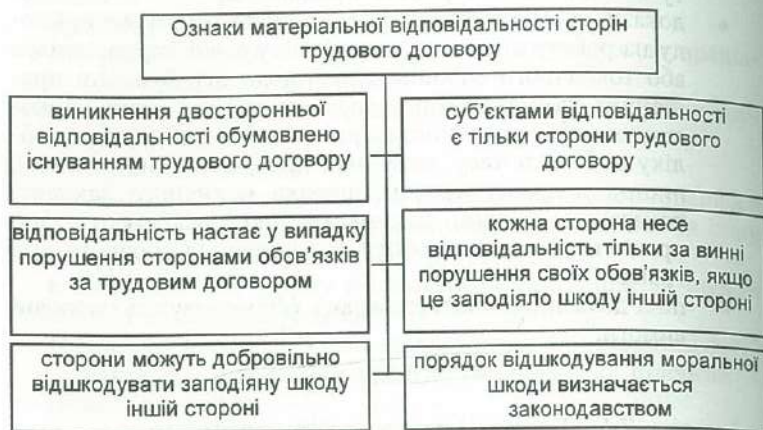 Ознаки матеріальної відповідальності сторін
трудового договору
виникнення двосторонньої
відповідальності обумовлено
існуванням трудового договору
суб'єктами відповідальності
є тільки сторони трудового
договору
відповідальність настає у випадку
порушення сторонами обов'язків
за трудовим договором
кожна сторона несе
відповідальність тільки за винні
порушення своїх обов'язків, якщо
це заподіяло шкоду іншій стороні
сторони можуть добровільно
відшкодувати заподіяну шкоду
іншій стороні
порядок відшкодування моральної
шкоди визначається
законодавством